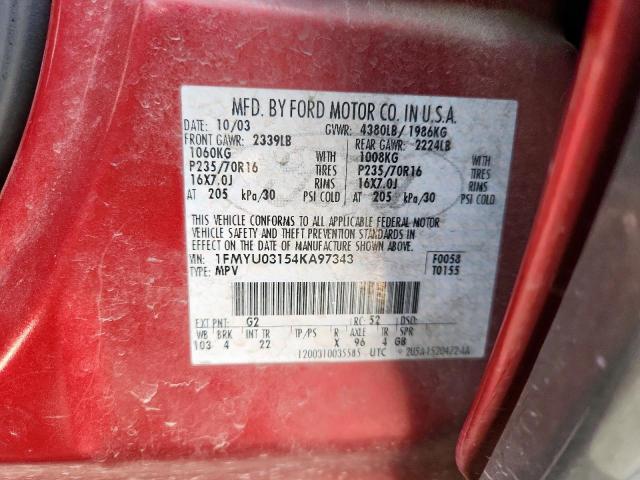 MFD. BY FORD MOTOR CO. IN U.S.A.
DATE: 10/03 GVWR: 4380LB/ 1986KG
FRONT GAWR: 2339LB REAR GAWR: 2224LB
1060KG WITH 1008KG WITH
P235/70R16 TIRES P235/70R16 TIRES
16X7.0J RIMS 16X7.0J RIMS
AT 205 kPa/30 PSI COLD AT 205 kPa/30 PSI COLD
THIS VEHICLE CONFORMS TO ALL APPLICABLE FEDERAL MOTOR
VEHICLE SAFETY AND THEFT PREVENTION STANDARDS IN
EFFECT ON THE DATE OF MANUFACTURE SHOWN ABOVE.
VIN: 1FMYU03154KA97343 F0058
TYPE: MPV T0155
EXT PNT: G2 RC: 52 DSO:
WB BRK INT TR TP/PS R AXLE TR SPR
103 4 22 X 96 4 GB
1200310035585 UTC